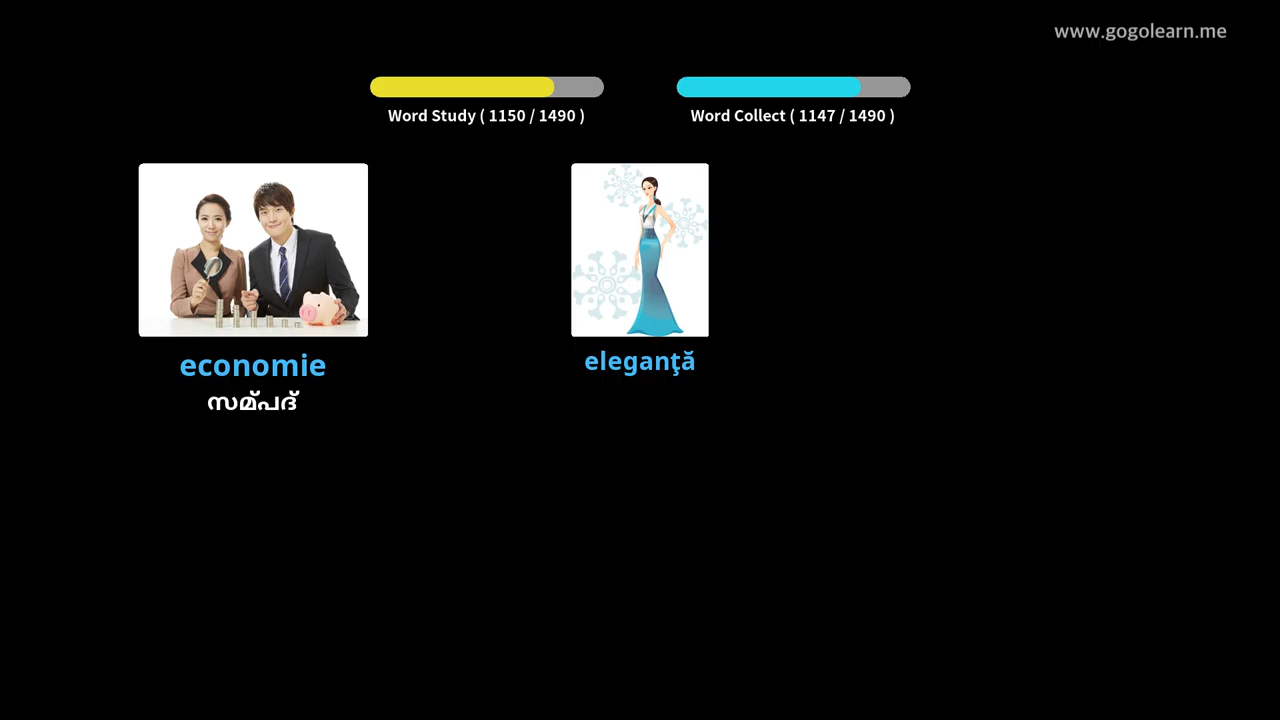 www.gogolearn.me
Word Study ( 1150 / 1490 )
Word Collect ( 1147 / 1490 )
economie
സമ്പദ്
eleganţă